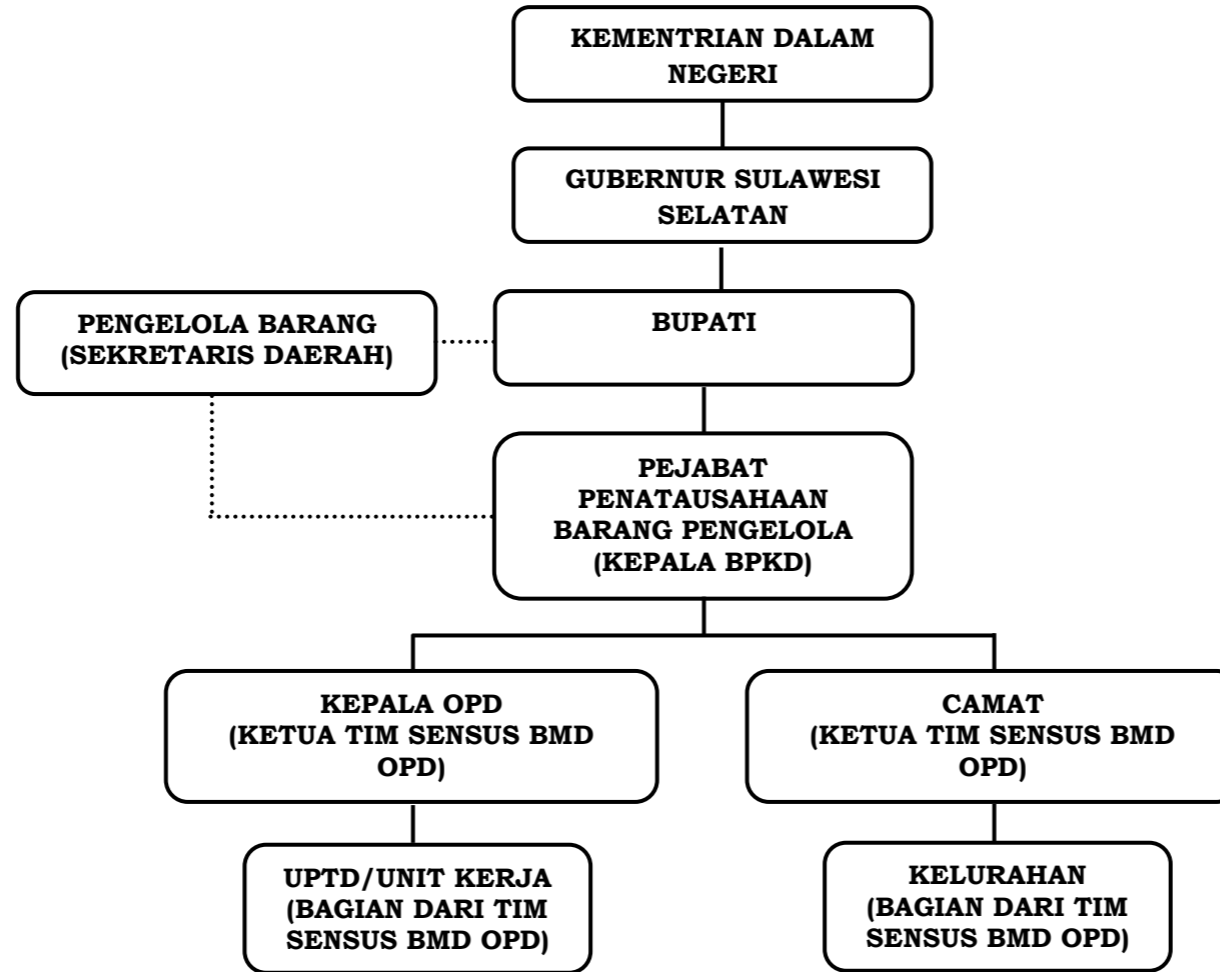 KEMENTRIAN DALAM
NEGERI
GUBERNUR SULAWESI
SELATAN
PENGELOLA BARANG
(SEKRETARIS DAERAH)
BUPATI
PEJABAT
PENATAUSAHAAN
BARANG PENGELOLA
(KEPALA BPKD)
KEPALA OPD
(KETUA TIM SENSUS BMD
OPD)
CAMAT
(KETUA TIM SENSUS BMD
OPD)
UPTD/UNIT KERJA
(BAGIAN DARI TIM
SENSUS BMD OPD)
KELURAHAN
(BAGIAN DARI TIM
SENSUS BMD OPD)